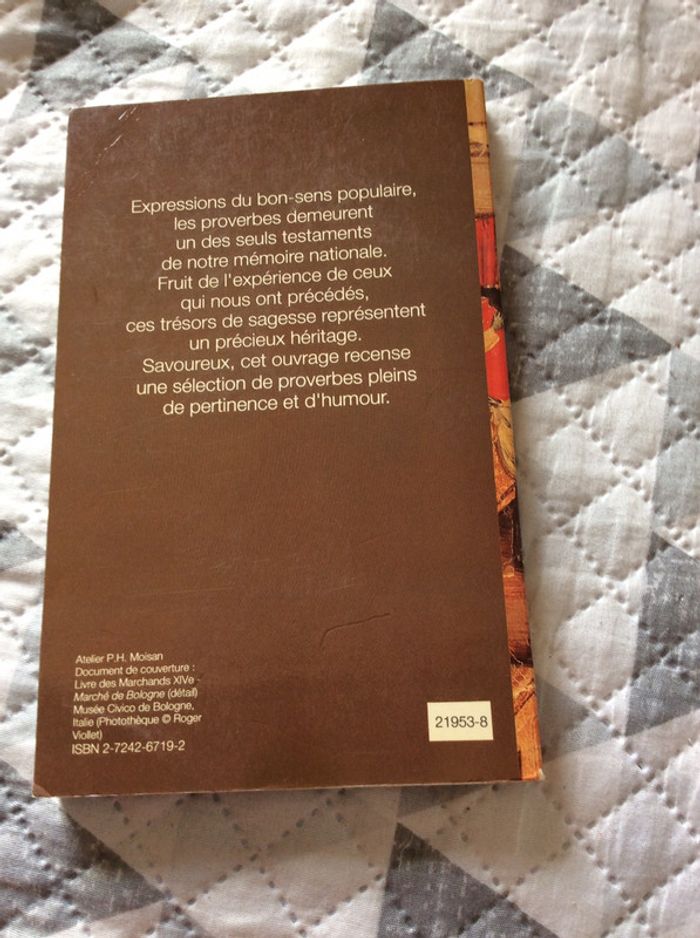 Expressions du bon-sens populaire,
les proverbes demeurent
un des seuls testaments
de notre mémoire nationale.
Fruit de l'expérience de ceux
qui nous ont précédés,
ces trésors de sagesse représentent
un précieux héritage.
Savoureux, cet ouvrage recense
une sélection de proverbes pleins
de pertinence et d'humour.
Atelier P.H. Moisan
Document de couverture :
Livre des Marchands XIVe
Marché de Bologne (détail)
Musée Civico de Bologne,
Italie (Photothèque © Roger
Viollet)
ISBN 2-7242-6719-2
21953-8